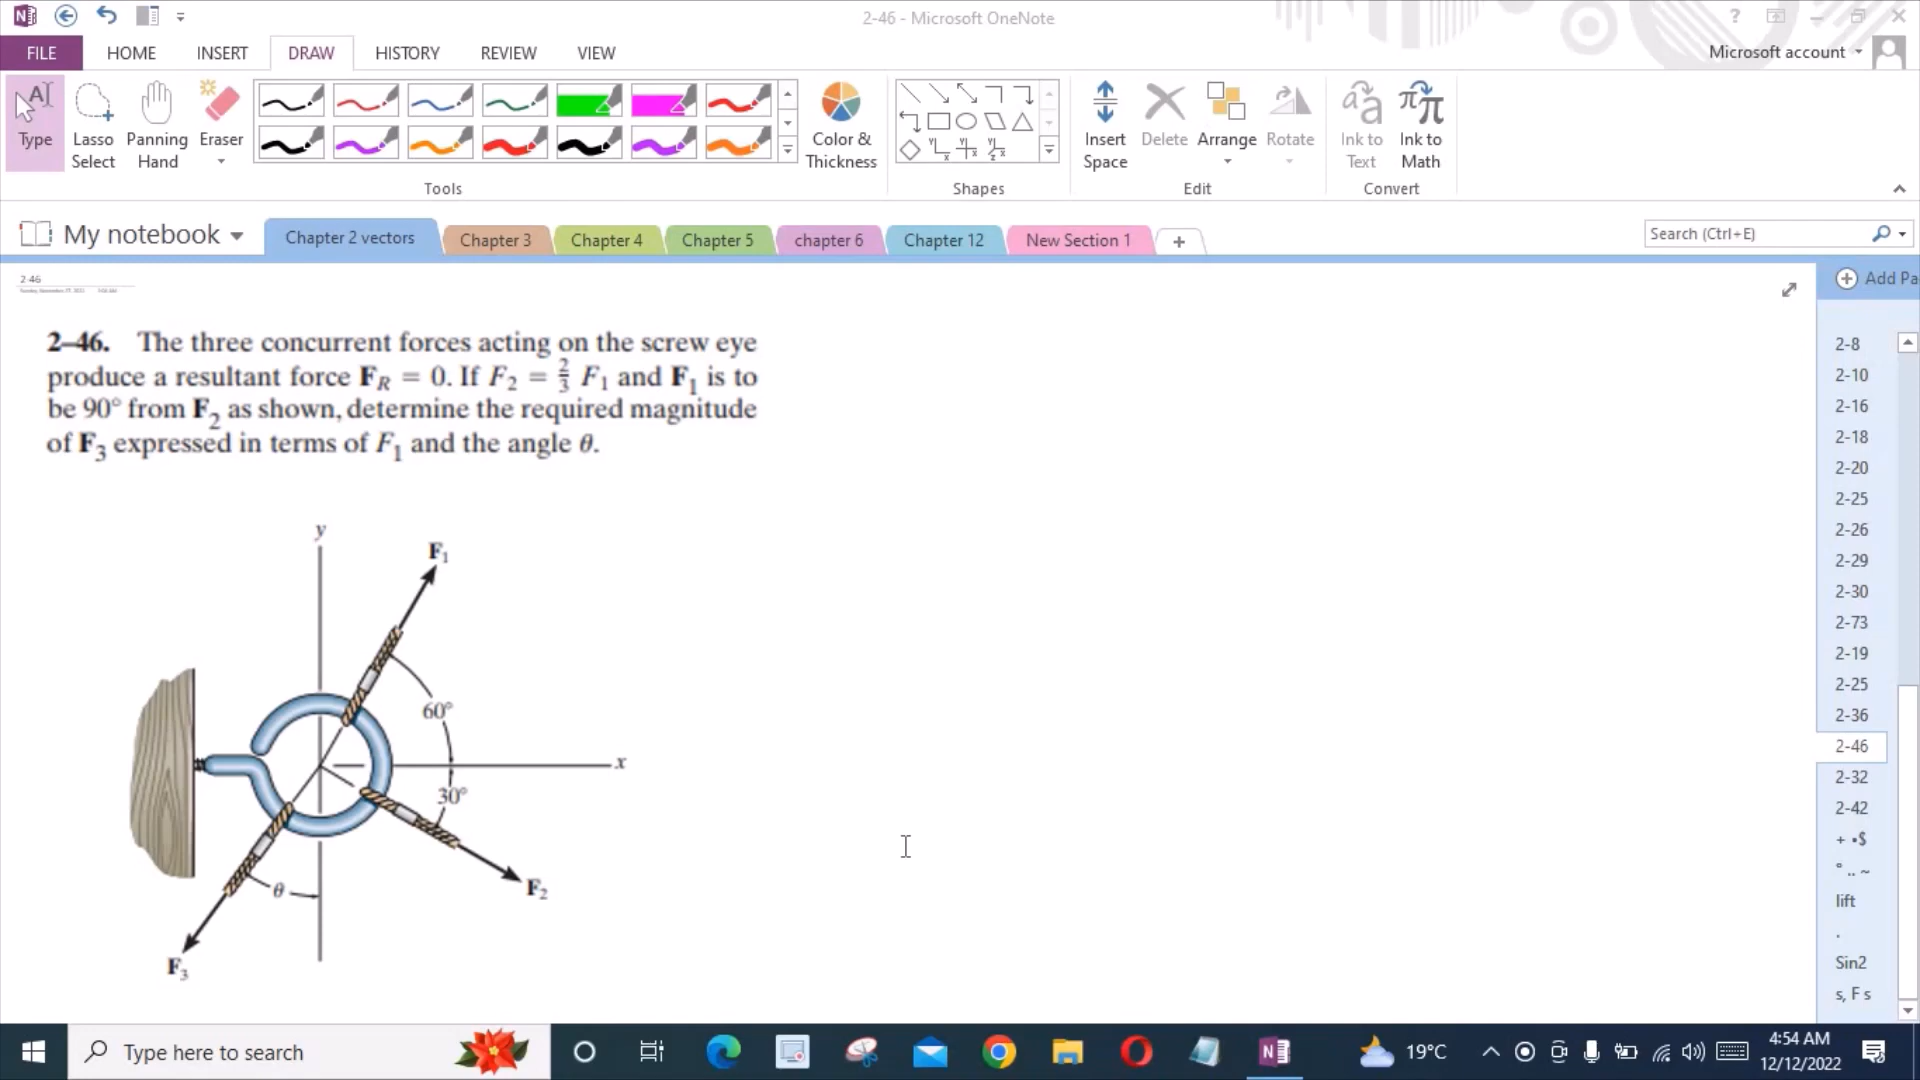 2-46 - Microsoft OneNote
?
FILE HOME INSERT DRAW HISTORY REVIEW VIEW
Microsoft account
Type
Lasso Select
Panning Hand
Eraser
Color & Thickness
Insert Space
Delete
Arrange
Rotate
Ink to Text
Ink to Math
Tools
Shapes
Edit
Convert
My notebook
Chapter 2 vectors
Chapter 3
Chapter 4
Chapter 5
chapter 6
Chapter 12
New Section 1
Search (Ctrl+E)
2-46
Add Pa
2–46. The three concurrent forces acting on the screw eye
produce a resultant force F_R = 0. If F₂ = 2/3 F₁ and F₁ is to
be 90° from F₂ as shown, determine the required magnitude
of F₃ expressed in terms of F₁ and the angle θ.
y
F₁
60°
x
30°
θ
F₂
F₃
2-8
2-10
2-16
2-18
2-20
2-25
2-26
2-29
2-30
2-73
2-19
2-25
2-36
2-46
2-32
2-42
+ •$
° .. ~
lift
.
Sin2
s, F s
Type here to search
19°C
4:54 AM
12/12/2022